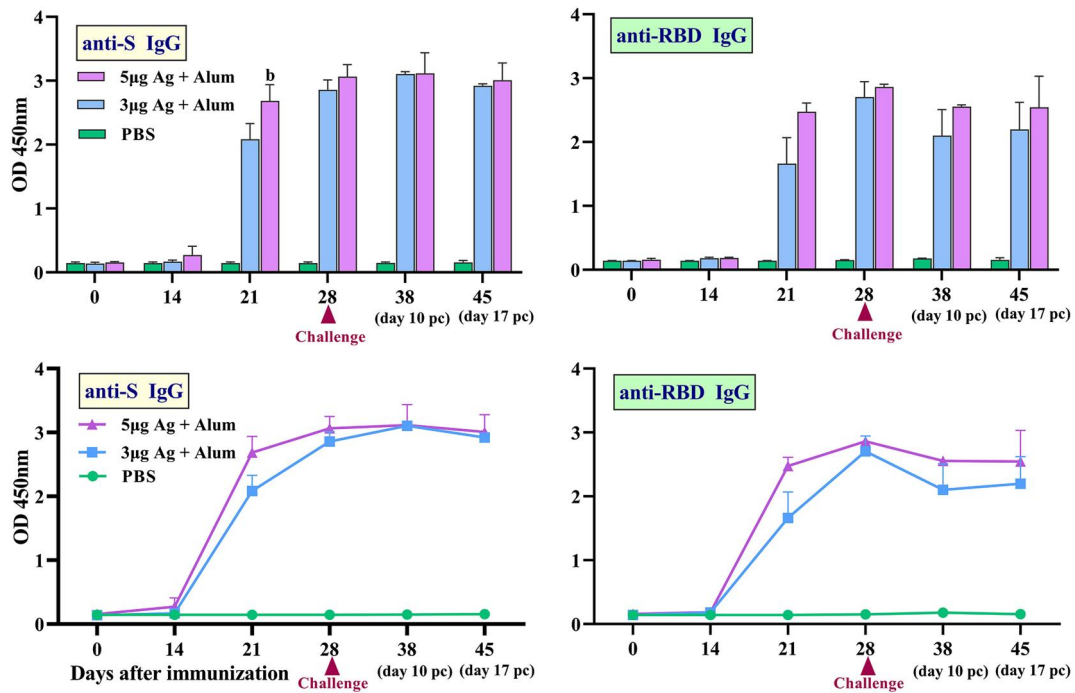 anti-S IgG
5μg Ag + Alum
3μg Ag + Alum
PBS
b
OD 450nm
4
3
2
1
0
0 14 21 28 38 45
(day 10 pc) (day 17 pc)
Challenge
anti-RBD IgG
4
3
2
1
0
0 14 21 28 38 45
(day 10 pc) (day 17 pc)
Challenge
anti-S IgG
5μg Ag + Alum
3μg Ag + Alum
PBS
OD 450nm
4
3
2
1
0
0 14 21 28 38 45
Days after immunization (day 10 pc) (day 17 pc)
Challenge
anti-RBD IgG
4
3
2
1
0
0 14 21 28 38 45
(day 10 pc) (day 17 pc)
Challenge